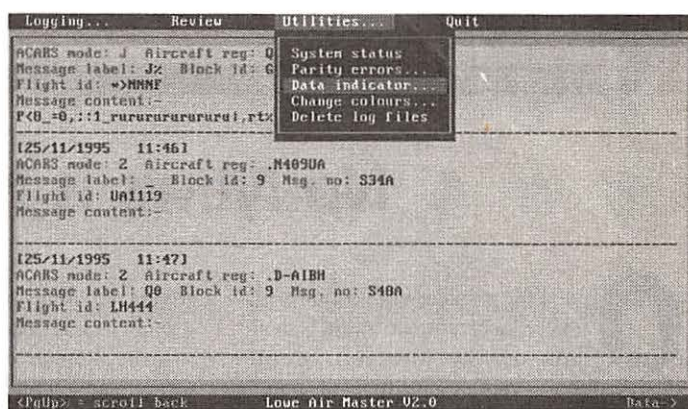 Logging... Review Utilities... Quit
System status
Parity errors...
Data indicator...
Change colours...
Delete log files
ACARS mode: J Aircraft reg: Q
Message label: J% Block id: G
Flight id: =>NNNF
Message content:-
[25/11/1995 11:46]
ACARS mode: 2 Aircraft reg: .N409UA
Message label: _ Block id: 9 Msg. no: S34A
Flight id: UA1119
Message content:-
[25/11/1995 11:47]
ACARS mode: 2 Aircraft reg: .D-AIBH
Message label: Q0 Block id: 9 Msg. no: S48A
Flight id: LH444
Message content:-
<PgUp> = scroll back Lowe Air Master V2.0 Data->